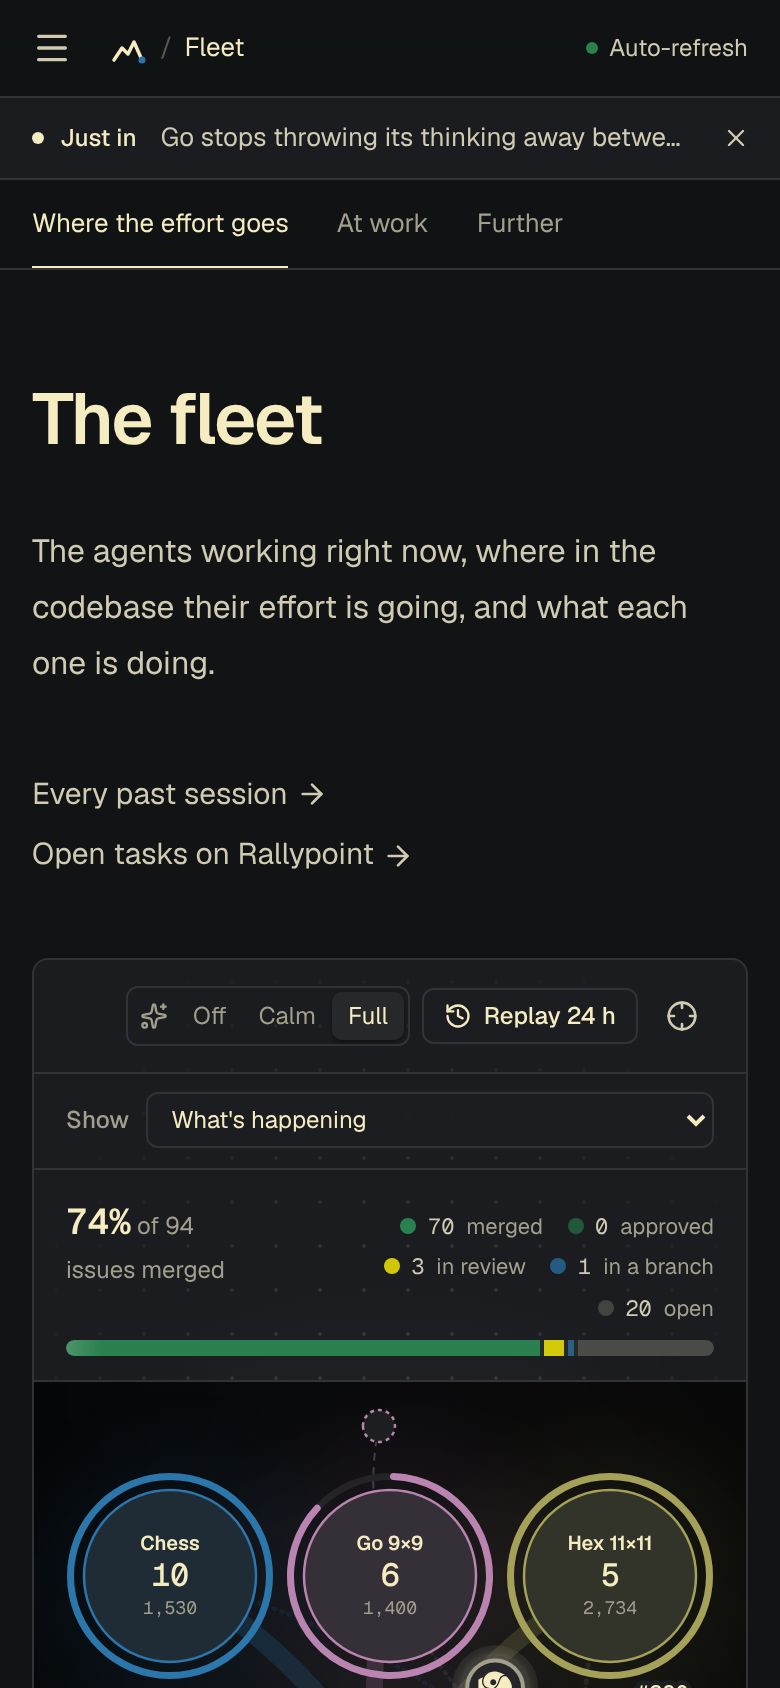 / Fleet
Auto-refresh
Just in Go stops throwing its thinking away betwe...
Where the effort goes At work Further
The fleet
The agents working right now, where in the
codebase their effort is going, and what each
one is doing.
Every past session →
Open tasks on Rallypoint →
Off Calm Full Replay 24 h
Show What's happening
74% of 94
issues merged
70 merged 0 approved
3 in review 1 in a branch
20 open
Chess
10
1,530
Go 9×9
6
1,400
Hex 11×11
5
2,734